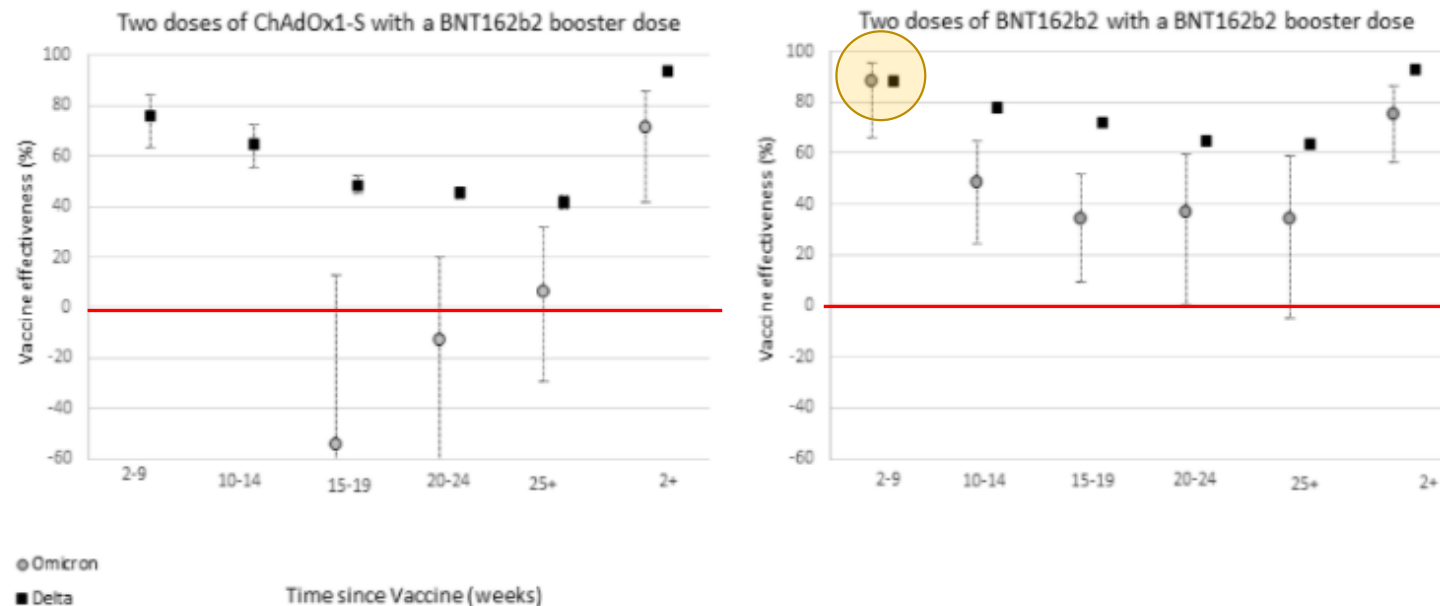 Two doses of ChAdOx1-S with a BNT162b2 booster dose
Vaccine effectiveness (%)
100
80
60
40
20
0
-20
-40
-60
2-9 10-14 15-19 20-24 25+ 2+
Two doses of BNT162b2 with a BNT162b2 booster dose
Vaccine effectiveness (%)
100
80
60
40
20
0
-20
-40
-60
2-9 10-14 15-19 20-24 25+ 2+
Omicron
Delta
Time since Vaccine (weeks)